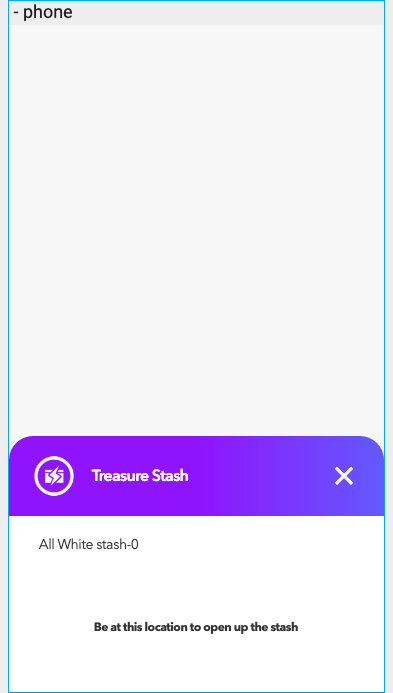 - phone
Treasure Stash
All White stash-0
Be at this location to open up the stash